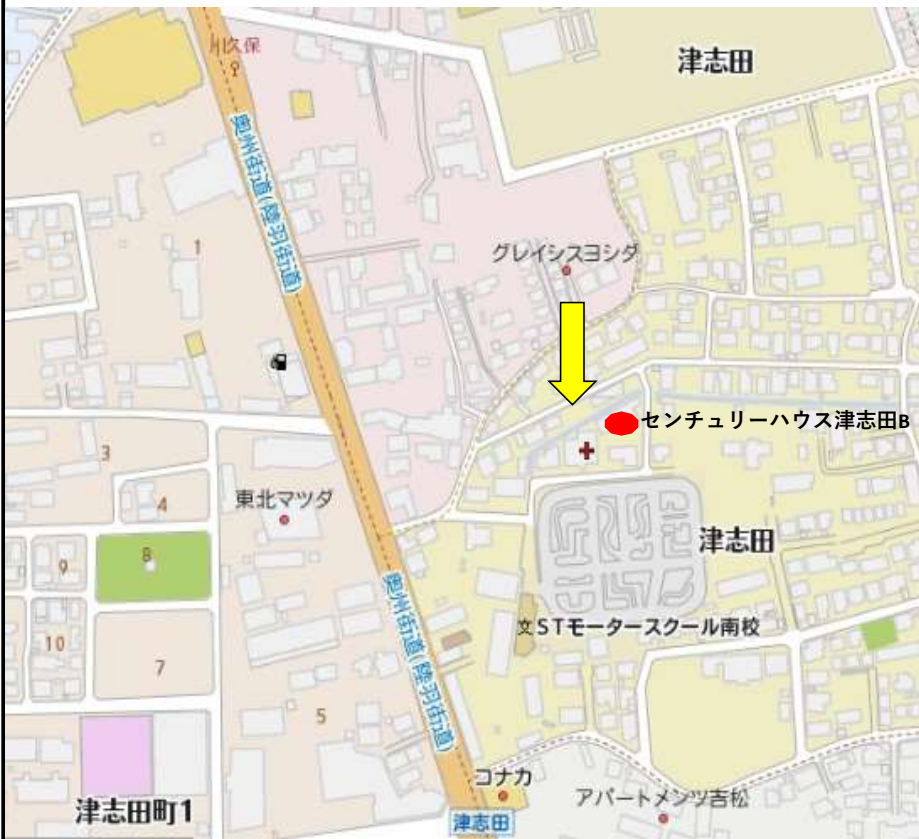 川久保
津志田
奥州街道(陸羽街道)
グレイシスヨシダ
1
センチュリーハウス津志田B
3
4
東北マツダ
津志田
8
9
奥州街道(陸羽街道)
文STモータースクール南校
10
7
5
コナカ
アパートメンツ吉松
津志田町1
津志田